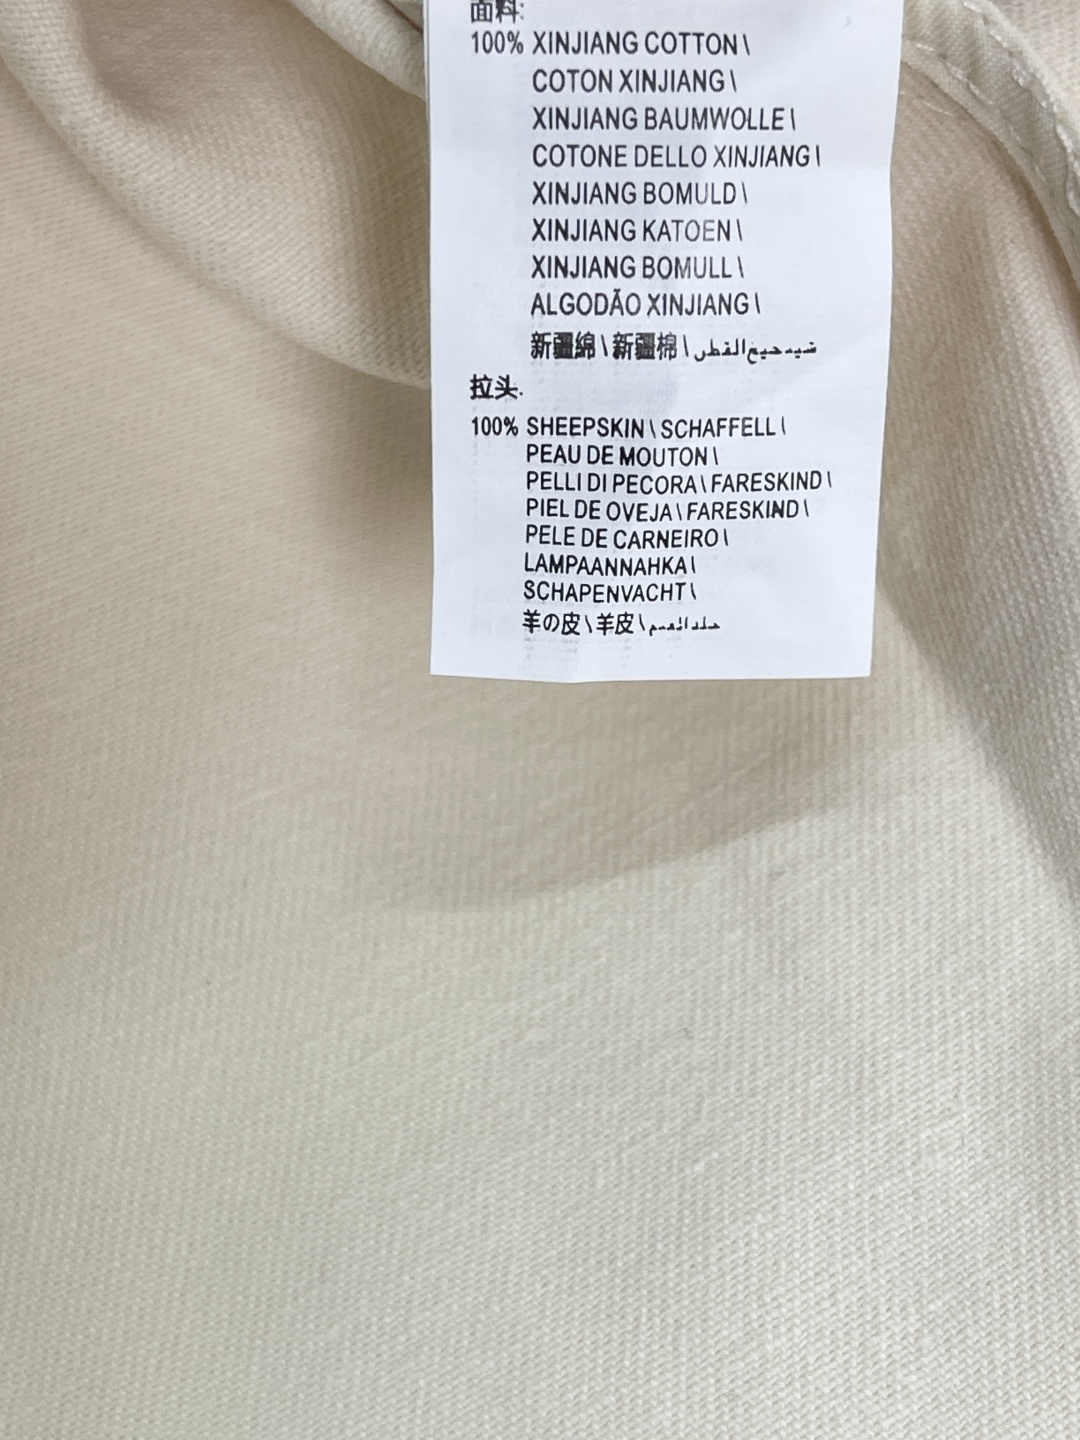 面料:
100% XINJIANG COTTON \
COTON XINJIANG \
XINJIANG BAUMWOLLE \
COTONE DELLO XINJIANG \
XINJIANG BOMULD \
XINJIANG KATOEN \
XINJIANG BOMULL \
ALGODÃO XINJIANG \
新疆綿 \ 新疆棉 \
拉头.
100% SHEEPSKIN \ SCHAFFELL \
PEAU DE MOUTON \
PELLI DI PECORA \ FARESKIND \
PIEL DE OVEJA \ FARESKIND \
PELE DE CARNEIRO \
LAMPAANNAHKA \
SCHAPENVACHT \
羊の皮 \ 羊皮 \